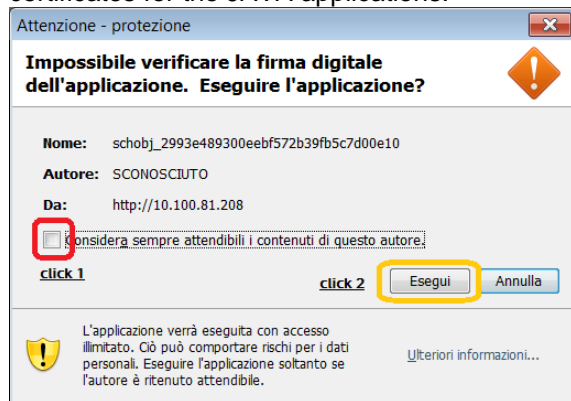 certificates for the JAVA applications.
Attenzione - protezione
Impossibile verificare la firma digitale
dell'applicazione. Eseguire l'applicazione?
Nome: schobj_2993e489300eebf572b39fb5c7d00e10
Autore: SCONOSCIUTO
Da: http://10.100.81.208
Considera sempre attendibili i contenuti di questo autore.
click 1
click 2 Esegui Annulla
L'applicazione verrà eseguita con accesso
illimitato. Ciò può comportare rischi per i dati
personali. Eseguire l'applicazione soltanto se
l'autore è ritenuto attendibile.
Ulteriori informazioni...